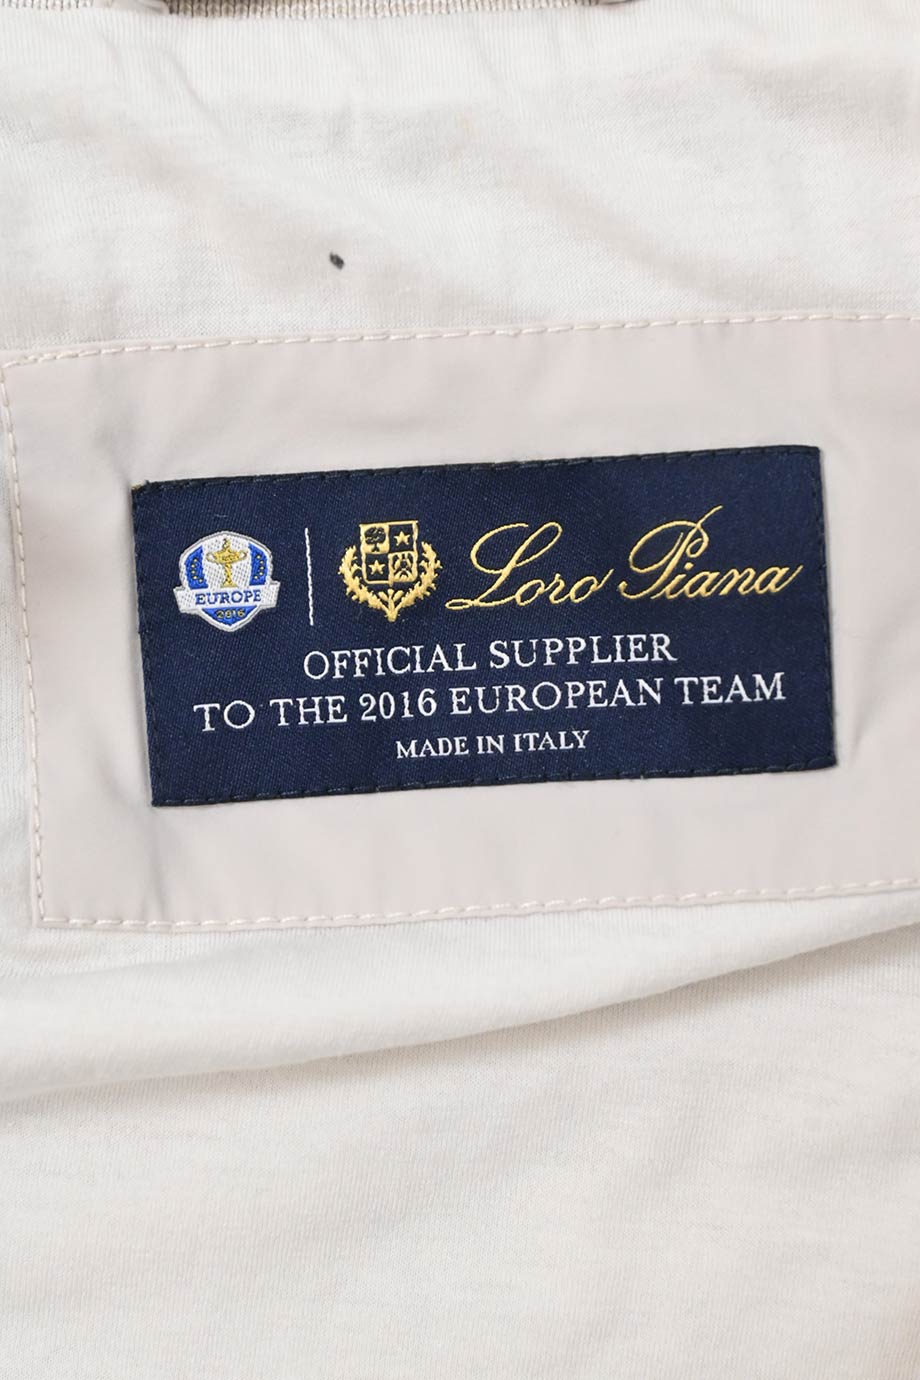 EUROPE
2016
Loro Piana
OFFICIAL SUPPLIER
TO THE 2016 EUROPEAN TEAM
MADE IN ITALY